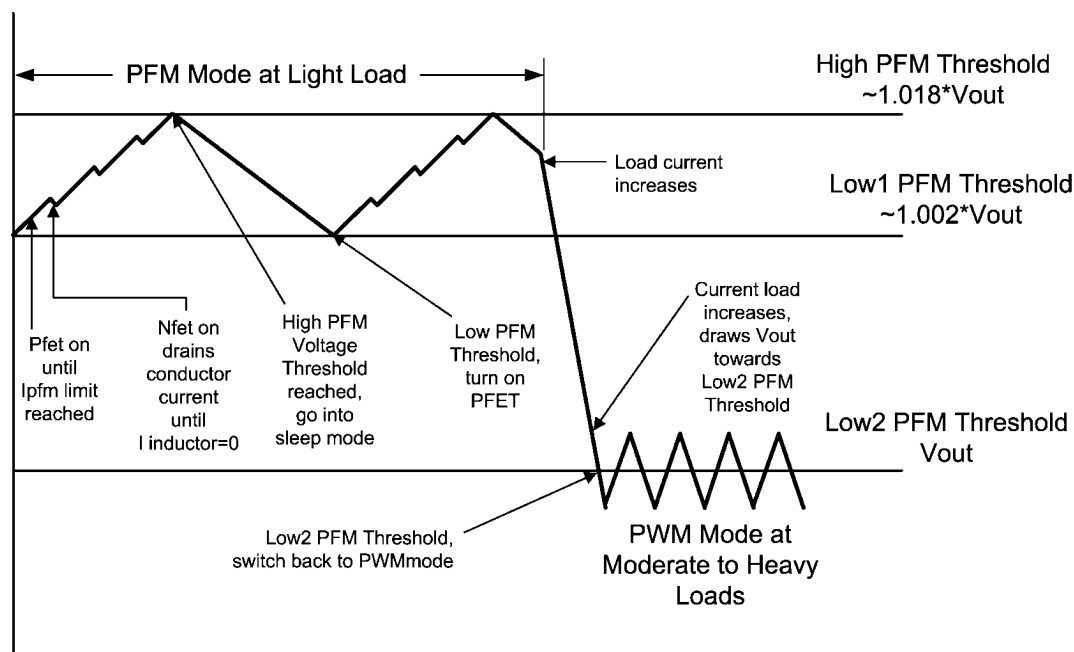 PFM Mode at Light Load
High PFM Threshold
~1.018*Vout
Load current
increases
Low1 PFM Threshold
~1.002*Vout
Pfet on
until
Ipfm limit
reached
Nfet on
drains
conductor
current
until
I inductor=0
High PFM
Voltage
Threshold
reached,
go into
sleep mode
Low PFM
Threshold,
turn on
PFET
Current load
increases,
draws Vout
towards
Low2 PFM
Threshold
Low2 PFM Threshold
Vout
Low2 PFM Threshold,
switch back to PWMmode
PWM Mode at
Moderate to Heavy
Loads